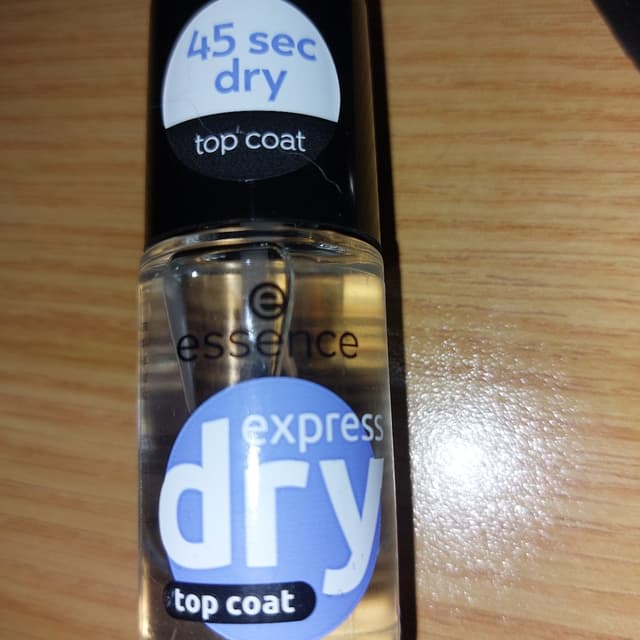 45 sec
dry
top coat
e
essence
express
dry
top coat